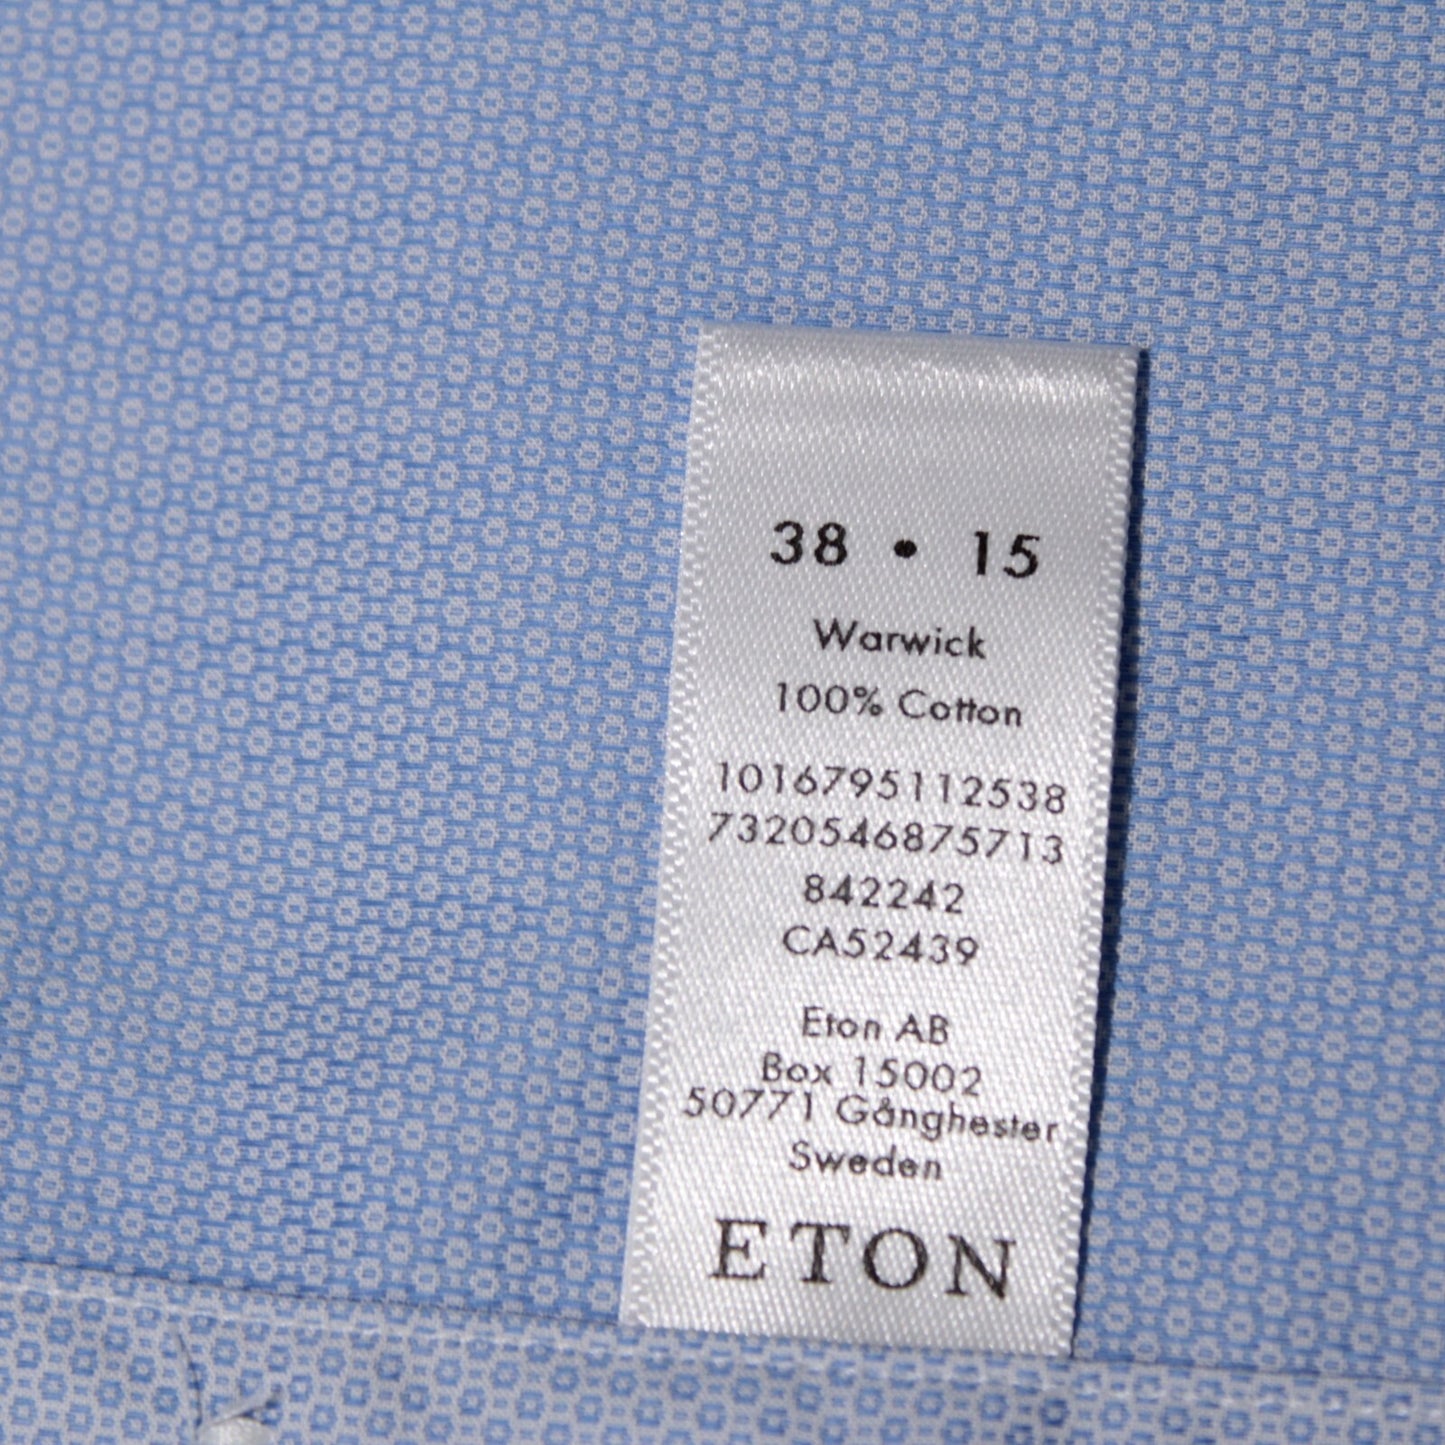 38 • 15
Warwick
100% Cotton
1016795112538
7320546875713
842242
CA52439
Eton AB
Box 15002
50771 Gånghester
Sweden
ETON